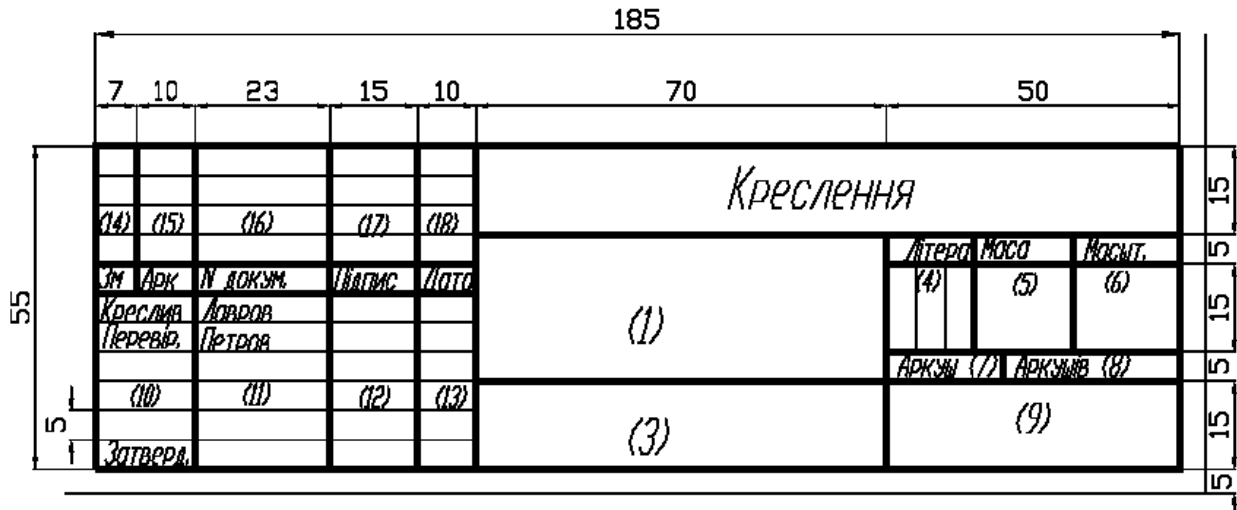 185
7 10 23 15 10 70 50
Креслення
15
(14) (15) (16) (17) (18)
Літера Маса Масшт.
5
Зм Арк N докум. Підпис Дата
(4) (5) (6)
15
55
Креслив Лавров
(1)
Перевір. Петров
Аркуш (7) Аркушів (8)
5
(10) (11) (12) (13)
5
(3)
(9)
15
Затверд.
5